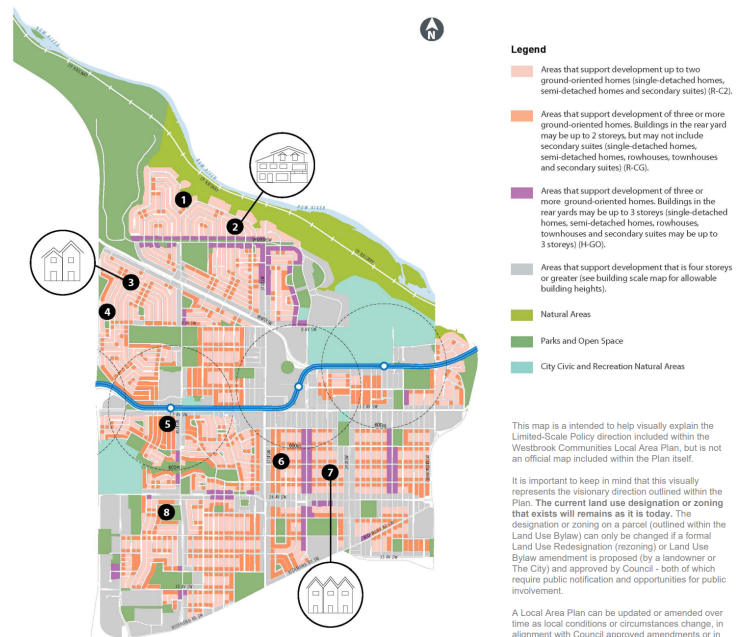 N
BOW RIVER
CP RAILWAY
BOW RIVER
CP RAILWAY
BOW RIVER
1
2
3
4
5
6
7
8
Legend
Areas that support development up to two
ground-oriented homes (single-detached homes,
semi-detached homes and secondary suites) (R-C2).
Areas that support development of three or more
ground-oriented homes. Buildings in the rear yard
may be up to 2 storeys, but may not include
secondary suites (single-detached homes,
semi-detached homes, rowhouses, townhouses
and secondary suites) (R-CG).
Areas that support development of three or
more ground-oriented homes. Buildings in the
rear yards may be up to 3 storeys (single-detached
homes, semi-detached homes, rowhouses,
townhouses and secondary suites may be up to
3 storeys) (H-GO).
Areas that support development that is four storeys
or greater (see building scale map for allowable
building heights).
Natural Areas
Parks and Open Space
City Civic and Recreation Natural Areas
This map is a intended to help visually explain the
Limited-Scale Policy direction included within the
Westbrook Communities Local Area Plan, but is not
an official map included within the Plan itself.
It is important to keep in mind that this visually
represents the visionary direction outlined within the
Plan. The current land use designation or zoning
that exists will remains as it is today. The
designation or zoning on a parcel (outlined within the
Land Use Bylaw) can only be changed if a formal
Land Use Redesignation (rezoning) or Land Use
Bylaw amendment is proposed (by a landowner or
The City) and approved by Council - both of which
require public notification and opportunities for public
involvement.
A Local Area Plan can be updated or amended over
time as local conditions or circumstances change, in
alignment with Council approved amendments or in